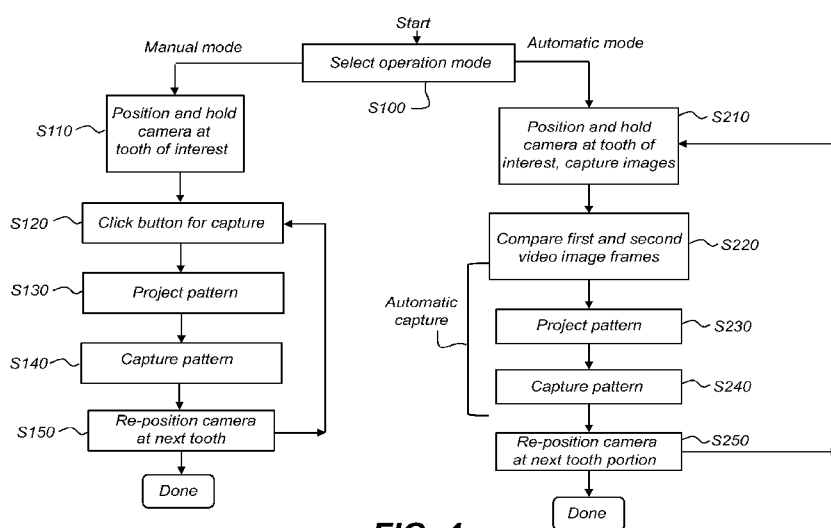 Start
Manual mode
Automatic mode
Select operation mode
S100
S110
Position and hold
camera at
tooth of interest
S120
Click button for capture
S130
Project pattern
S140
Capture pattern
S150
Re-position camera
at next tooth
Done
S210
Position and hold
camera at tooth of
interest, capture images
Compare first and second
video image frames
S220
Automatic
capture
Project pattern
S230
Capture pattern
S240
Re-position camera
at next tooth portion
S250
Done
FIG. 4